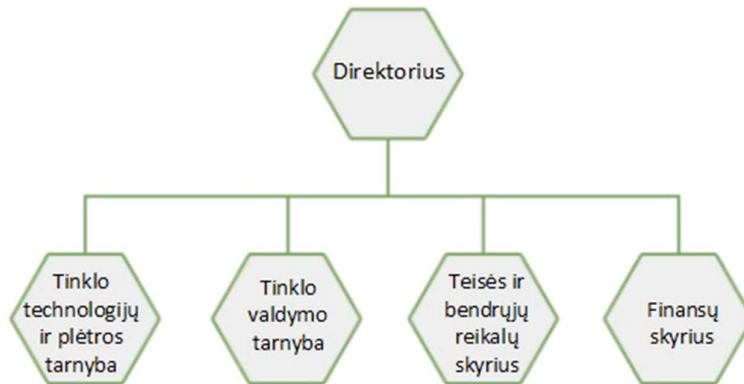 Direktorius
Tinklo
technologijų
ir plėtros
tarnyba
Tinklo
valdymo
tarnyba
Teisės ir
bendrųjų
reikalų
skyrius
Finansų
skyrius